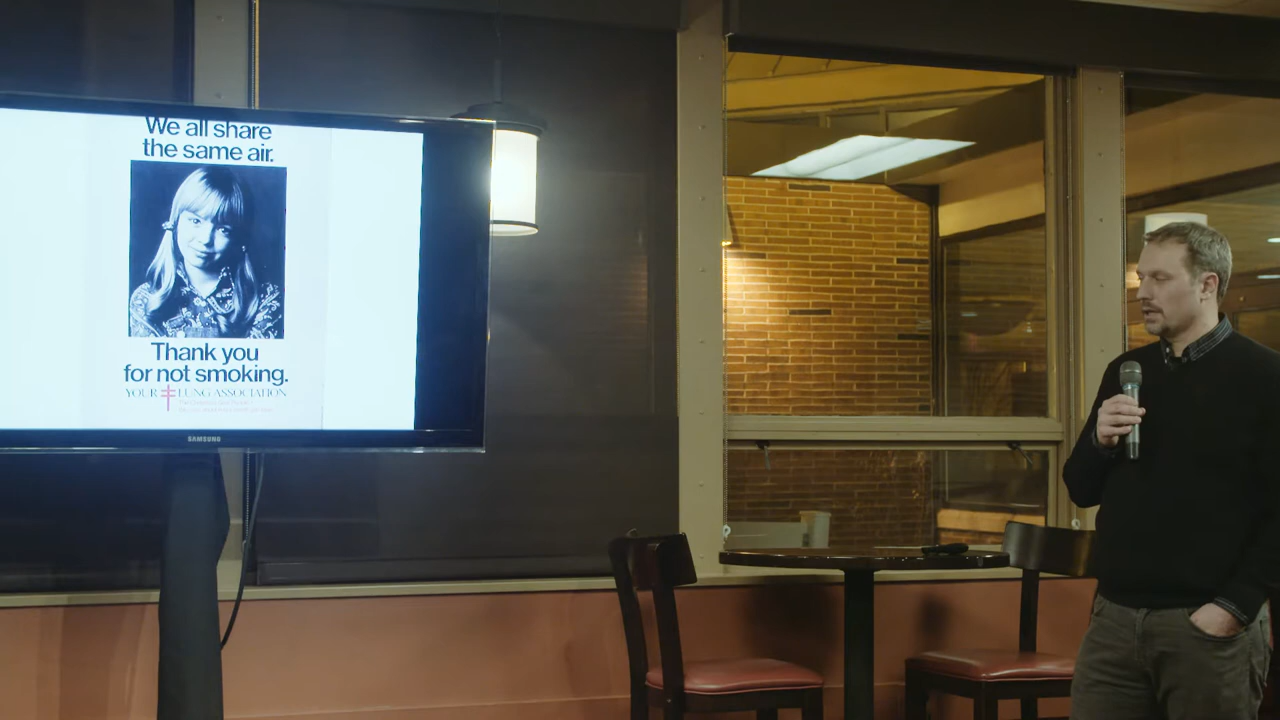 We all share
the same air.
Thank you
for not smoking.
YOUR LUNG ASSOCIATION
SAMSUNG